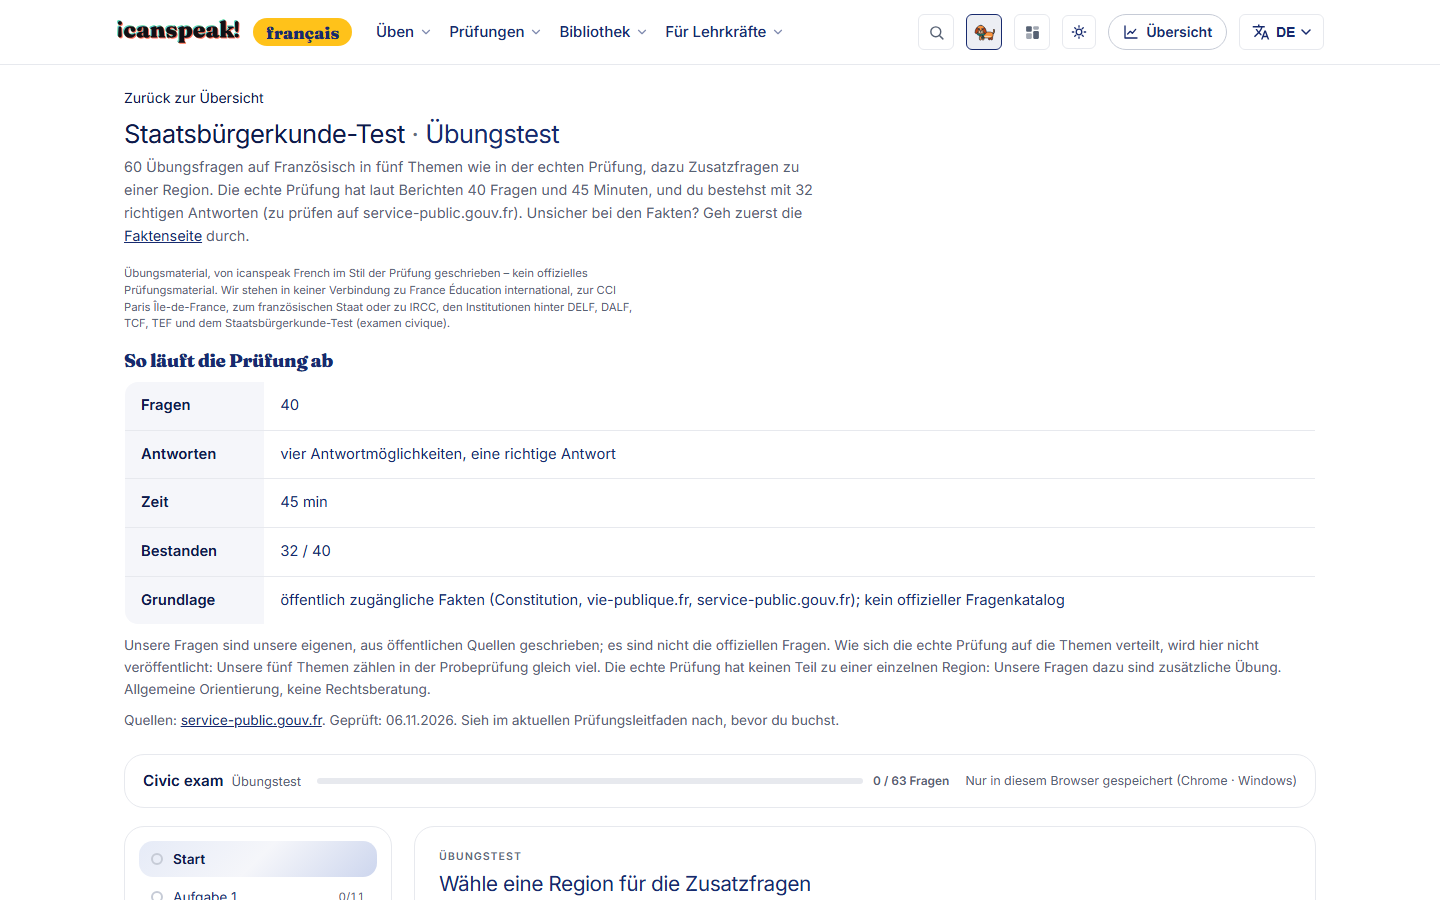 icanspeak! français Üben Prüfungen Bibliothek Für Lehrkräfte Übersicht DE
Zurück zur Übersicht
Staatsbürgerkunde-Test · Übungstest
60 Übungsfragen auf Französisch in fünf Themen wie in der echten Prüfung, dazu Zusatzfragen zu
einer Region. Die echte Prüfung hat laut Berichten 40 Fragen und 45 Minuten, und du bestehst mit 32
richtigen Antworten (zu prüfen auf service-public.gouv.fr). Unsicher bei den Fakten? Geh zuerst die
Faktenseite durch.
Übungsmaterial, von icanspeak French im Stil der Prüfung geschrieben – kein offizielles
Prüfungsmaterial. Wir stehen in keiner Verbindung zu France Éducation international, zur CCI
Paris Île-de-France, zum französischen Staat oder zu IRCC, den Institutionen hinter DELF, DALF,
TCF, TEF und dem Staatsbürgerkunde-Test (examen civique).
So läuft die Prüfung ab
Fragen 40
Antworten vier Antwortmöglichkeiten, eine richtige Antwort
Zeit 45 min
Bestanden 32 / 40
Grundlage öffentlich zugängliche Fakten (Constitution, vie-publique.fr, service-public.gouv.fr); kein offizieller Fragenkatalog
Unsere Fragen sind unsere eigenen, aus öffentlichen Quellen geschrieben; es sind nicht die offiziellen Fragen. Wie sich die echte Prüfung auf die Themen verteilt, wird hier nicht
veröffentlicht: Unsere fünf Themen zählen in der Probeprüfung gleich viel. Die echte Prüfung hat keinen Teil zu einer einzelnen Region: Unsere Fragen dazu sind zusätzliche Übung.
Allgemeine Orientierung, keine Rechtsberatung.
Quellen: service-public.gouv.fr. Geprüft: 06.11.2026. Sieh im aktuellen Prüfungsleitfaden nach, bevor du buchst.
Civic exam Übungstest 0 / 63 Fragen Nur in diesem Browser gespeichert (Chrome · Windows)
Start
Aufgabe 1 0/11
ÜBUNGSTEST
Wähle eine Region für die Zusatzfragen